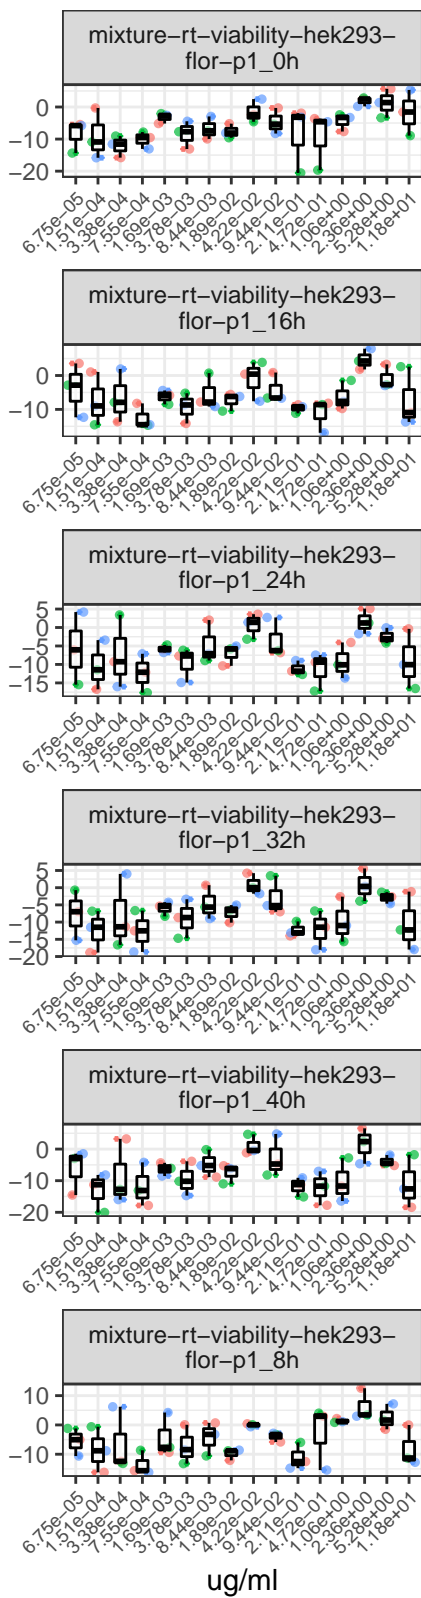 mixture−rt−viability−hek293−
flor−p1_0h
0
−10
−20
6.75e−05
1.51e−04
3.38e−04
7.55e−04
1.69e−03
3.78e−03
8.44e−03
1.89e−02
4.22e−02
9.44e−02
2.11e−01
4.72e−01
1.06e+00
2.36e+00
5.28e+00
1.18e+01
mixture−rt−viability−hek293−
flor−p1_16h
0
−10
6.75e−05
1.51e−04
3.38e−04
7.55e−04
1.69e−03
3.78e−03
8.44e−03
1.89e−02
4.22e−02
9.44e−02
2.11e−01
4.72e−01
1.06e+00
2.36e+00
5.28e+00
1.18e+01
mixture−rt−viability−hek293−
flor−p1_24h
5
0
−5
−10
−15
6.75e−05
1.51e−04
3.38e−04
7.55e−04
1.69e−03
3.78e−03
8.44e−03
1.89e−02
4.22e−02
9.44e−02
2.11e−01
4.72e−01
1.06e+00
2.36e+00
5.28e+00
1.18e+01
mixture−rt−viability−hek293−
flor−p1_32h
5
0
−5
−10
−15
−20
6.75e−05
1.51e−04
3.38e−04
7.55e−04
1.69e−03
3.78e−03
8.44e−03
1.89e−02
4.22e−02
9.44e−02
2.11e−01
4.72e−01
1.06e+00
2.36e+00
5.28e+00
1.18e+01
mixture−rt−viability−hek293−
flor−p1_40h
0
−10
−20
6.75e−05
1.51e−04
3.38e−04
7.55e−04
1.69e−03
3.78e−03
8.44e−03
1.89e−02
4.22e−02
9.44e−02
2.11e−01
4.72e−01
1.06e+00
2.36e+00
5.28e+00
1.18e+01
mixture−rt−viability−hek293−
flor−p1_8h
10
0
−10
6.75e−05
1.51e−04
3.38e−04
7.55e−04
1.69e−03
3.78e−03
8.44e−03
1.89e−02
4.22e−02
9.44e−02
2.11e−01
4.72e−01
1.06e+00
2.36e+00
5.28e+00
1.18e+01
ug/ml